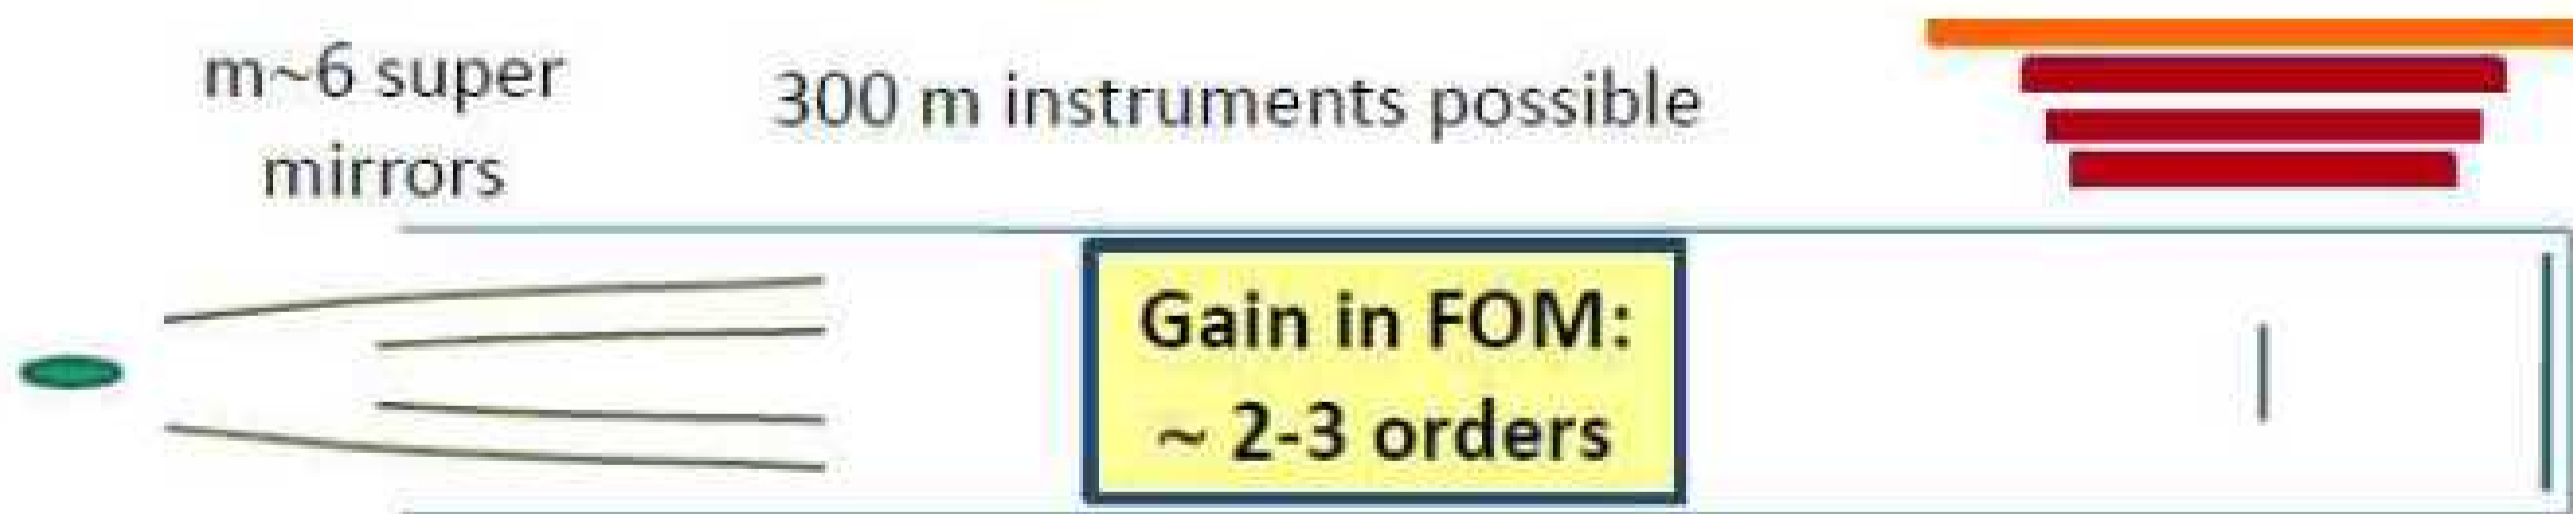 m~6 super
mirrors
300 m instruments possible
Gain in FOM:
~ 2-3 orders